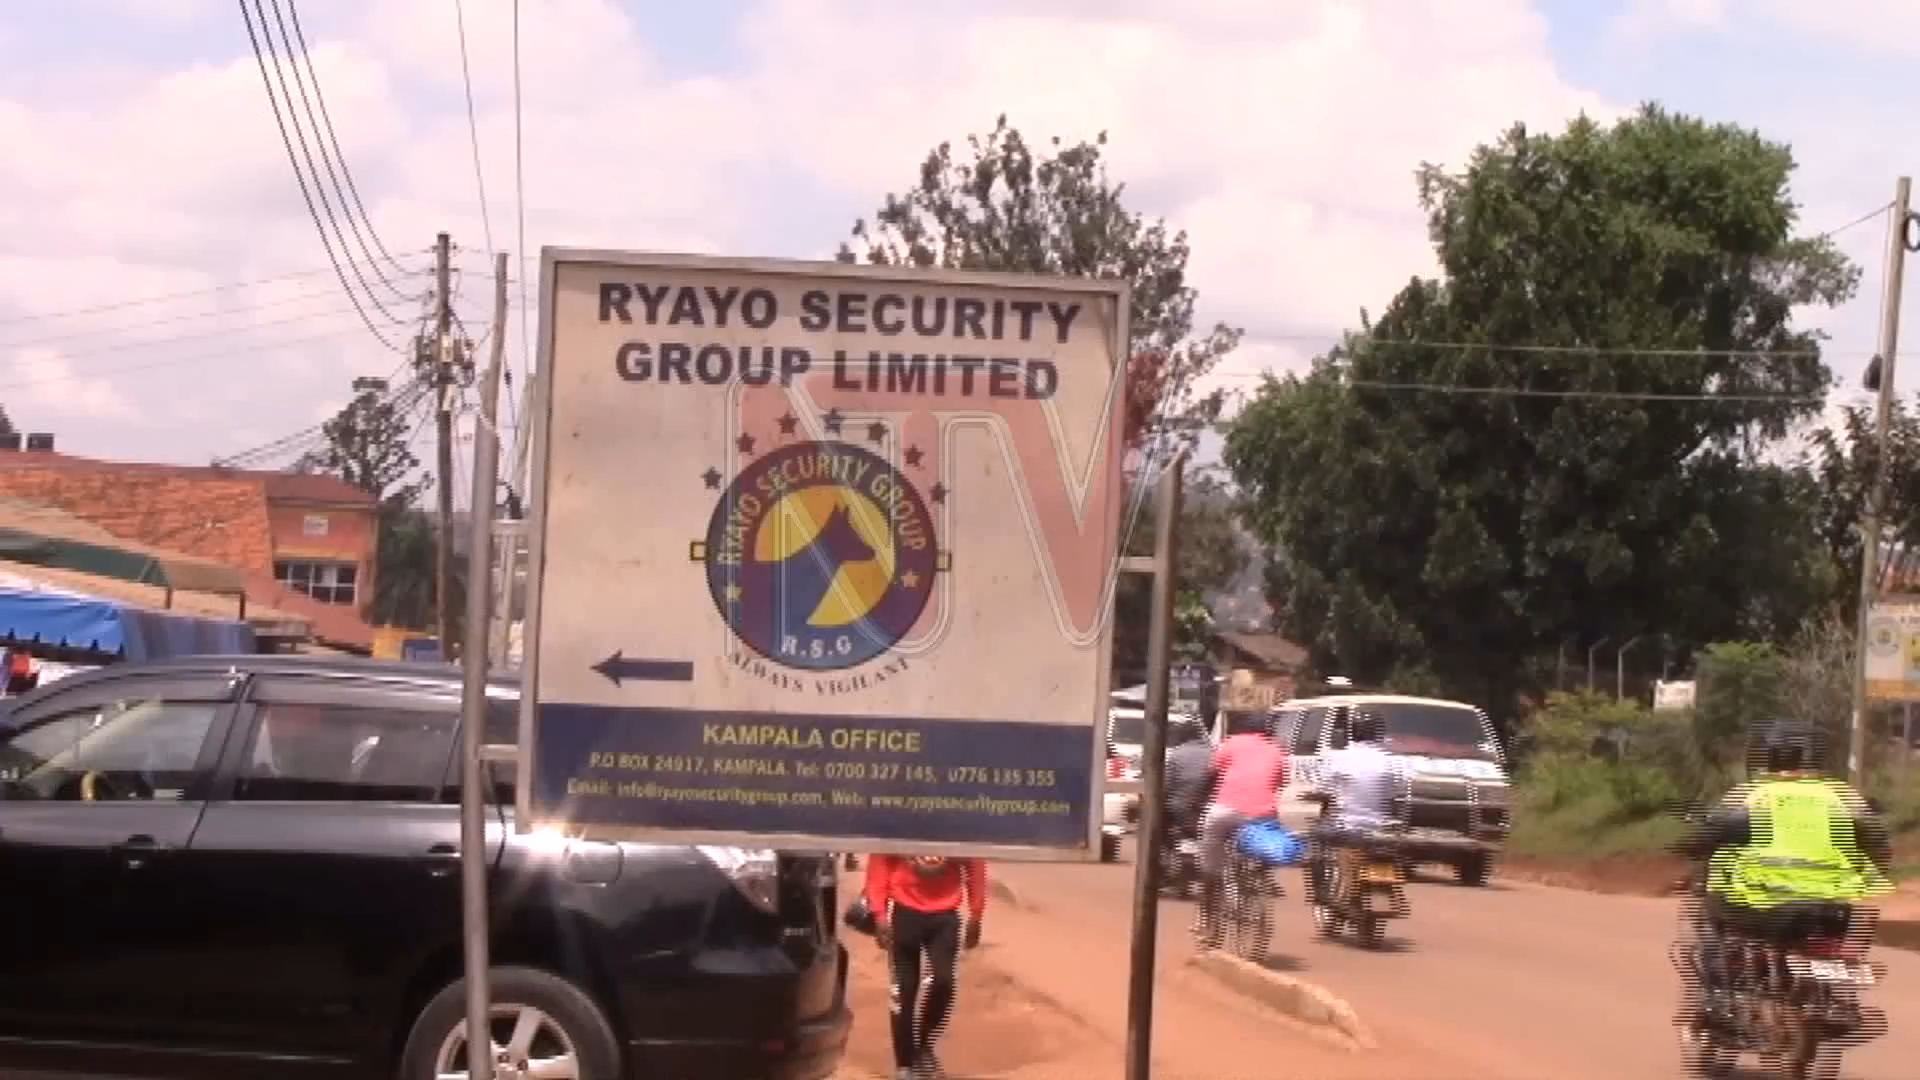 RYAYO SECURITY
GROUP LIMITED
NTV
RYAYO SECURITY GROUP
R.S.G
ALWAYS VIGILANT
KAMPALA OFFICE
P.O BOX 24917, KAMPALA. Tel: 0700 327 145, 0776 135 355
Email: info@ryayosecuritygroup.com, Web: www.ryayosecuritygroup.com